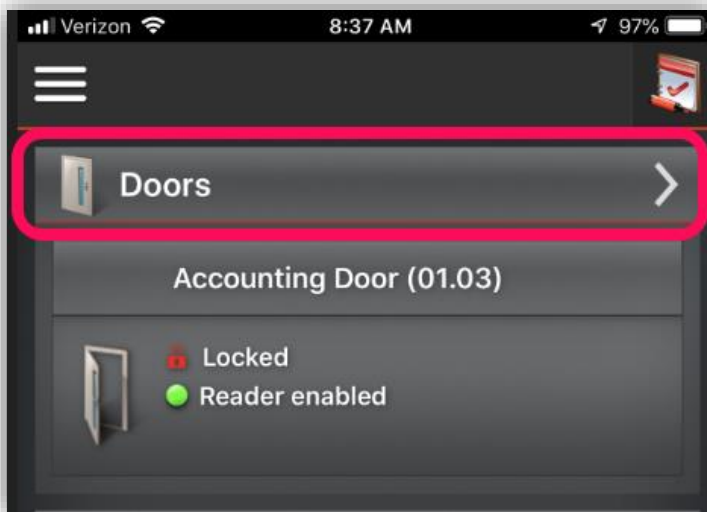 Verizon 8:37 AM 97%
Doors
Accounting Door (01.03)
Locked
Reader enabled